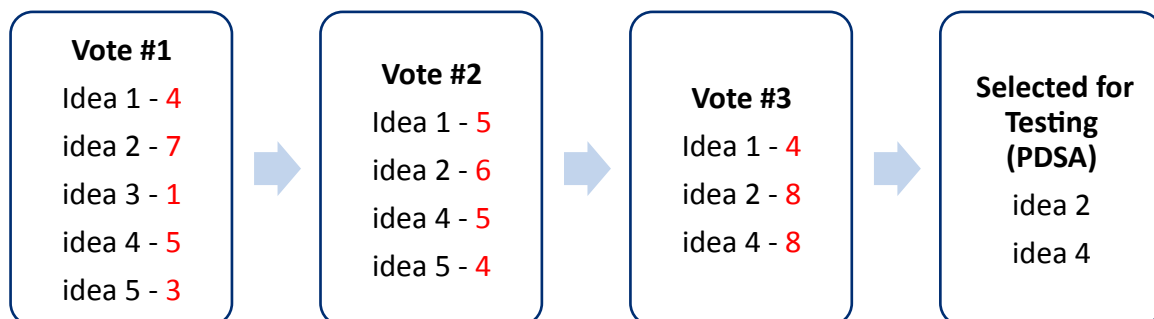 Vote #1
Idea 1 - 4
idea 2 - 7
idea 3 - 1
idea 4 - 5
idea 5 - 3
Vote #2
Idea 1 - 5
idea 2 - 6
idea 4 - 5
idea 5 - 4
Vote #3
Idea 1 - 4
idea 2 - 8
idea 4 - 8
Selected for
Testing
(PDSA)
idea 2
idea 4